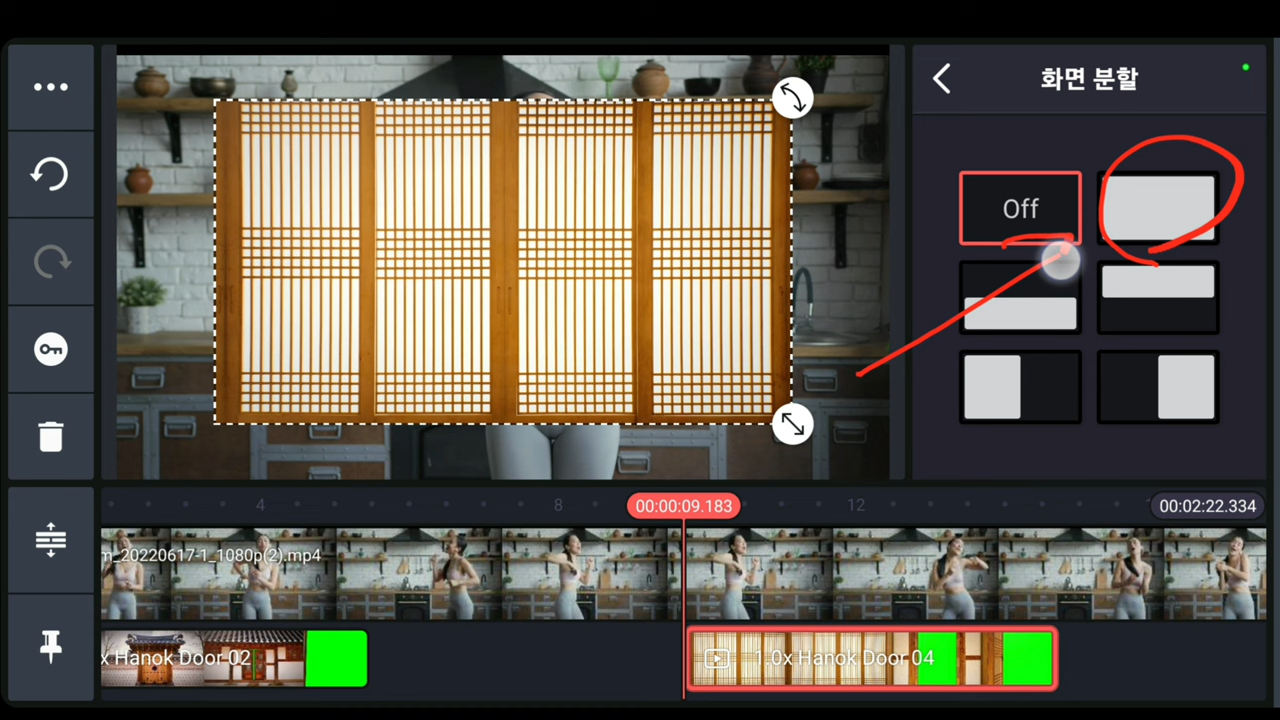 화면 분할
Off
4
8
00:00:09.183
12
00:02:22.334
m_20220617-1_1080p(2).mp4
x Hanok Door 02
1.0x Hanok Door 04